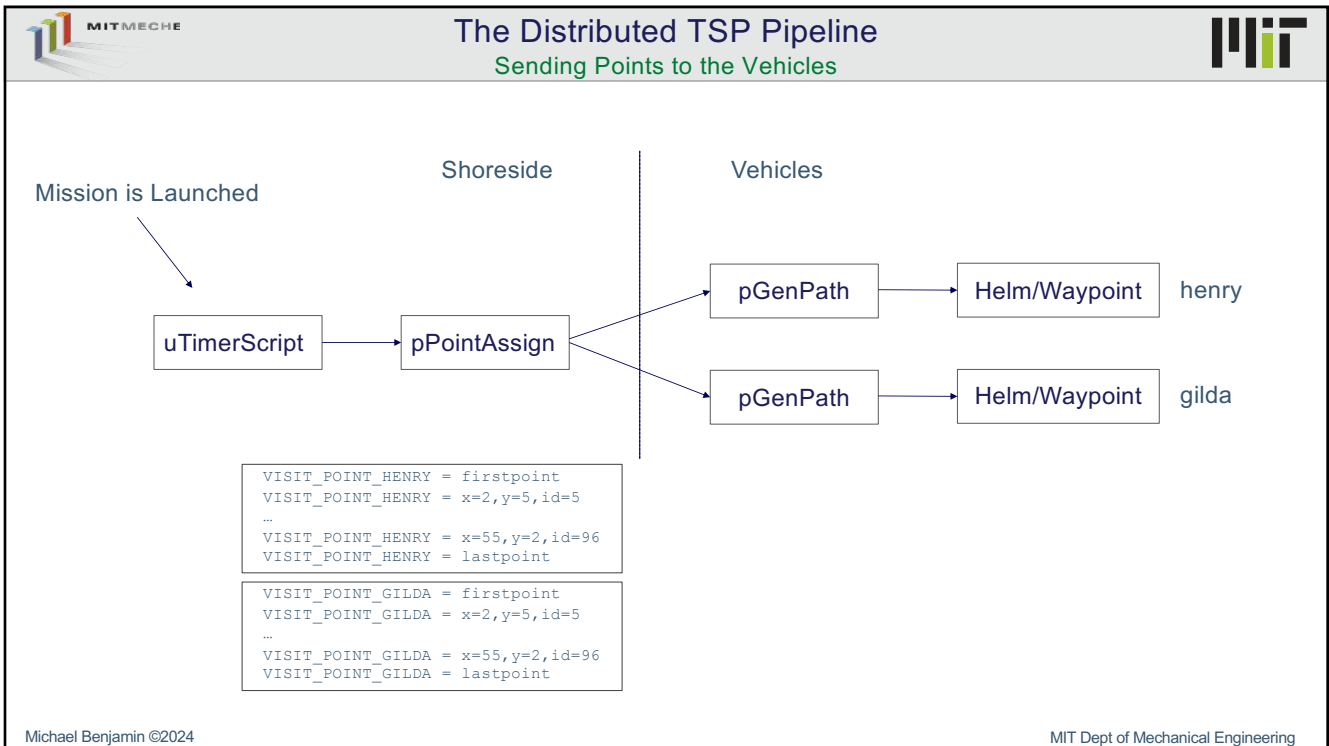 MITMECHE
The Distributed TSP Pipeline
Sending Points to the Vehicles
MIT
Shoreside
Vehicles
Mission is Launched
uTimerScript
pPointAssign
pGenPath
Helm/Waypoint
henry
pGenPath
Helm/Waypoint
gilda
VISIT_POINT_HENRY = firstpoint
VISIT_POINT_HENRY = x=2,y=5,id=5
…
VISIT_POINT_HENRY = x=55,y=2,id=96
VISIT_POINT_HENRY = lastpoint
VISIT_POINT_GILDA = firstpoint
VISIT_POINT_GILDA = x=2,y=5,id=5
…
VISIT_POINT_GILDA = x=55,y=2,id=96
VISIT_POINT_GILDA = lastpoint
Michael Benjamin ©2024
MIT Dept of Mechanical Engineering